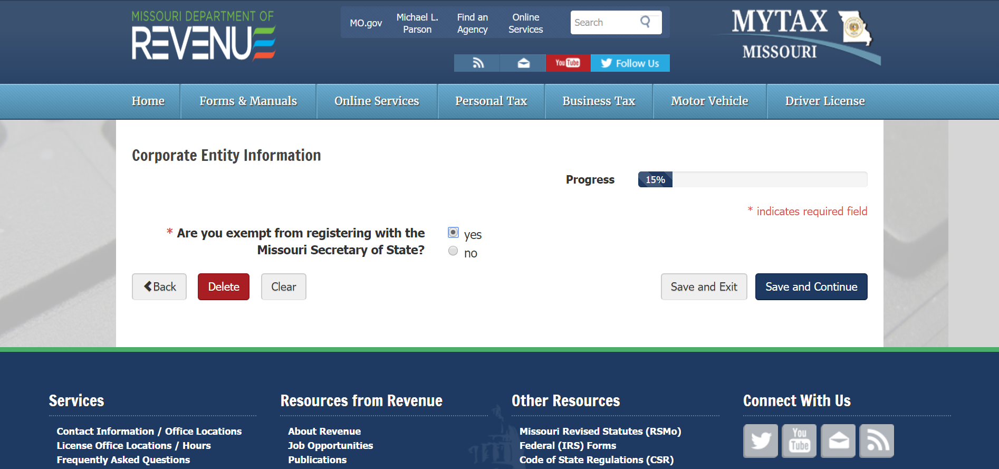 MISSOURI DEPARTMENT OF
REVENUE
MO.gov
Michael L.
Parson
Find an
Agency
Online
Services
Search
MYTAX
MISSOURI
You Tube
Follow Us
Home
Forms & Manuals
Online Services
Personal Tax
Business Tax
Motor Vehicle
Driver License
Corporate Entity Information
Progress
15%
* indicates required field
* Are you exempt from registering with the
Missouri Secretary of State?
yes
no
Back
Delete
Clear
Save and Exit
Save and Continue
Services
Contact Information / Office Locations
License Office Locations / Hours
Frequently Asked Questions
Resources from Revenue
About Revenue
Job Opportunities
Publications
Other Resources
Missouri Revised Statutes (RSMo)
Federal (IRS) Forms
Code of State Regulations (CSR)
Connect With Us
You
Tube